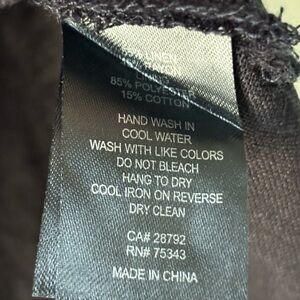 85% POLYESTER
15% COTTON
HAND WASH IN
COOL WATER
WASH WITH LIKE COLORS
DO NOT BLEACH
HANG TO DRY
COOL IRON ON REVERSE
DRY CLEAN
CA# 28792
RN# 75343
MADE IN CHINA